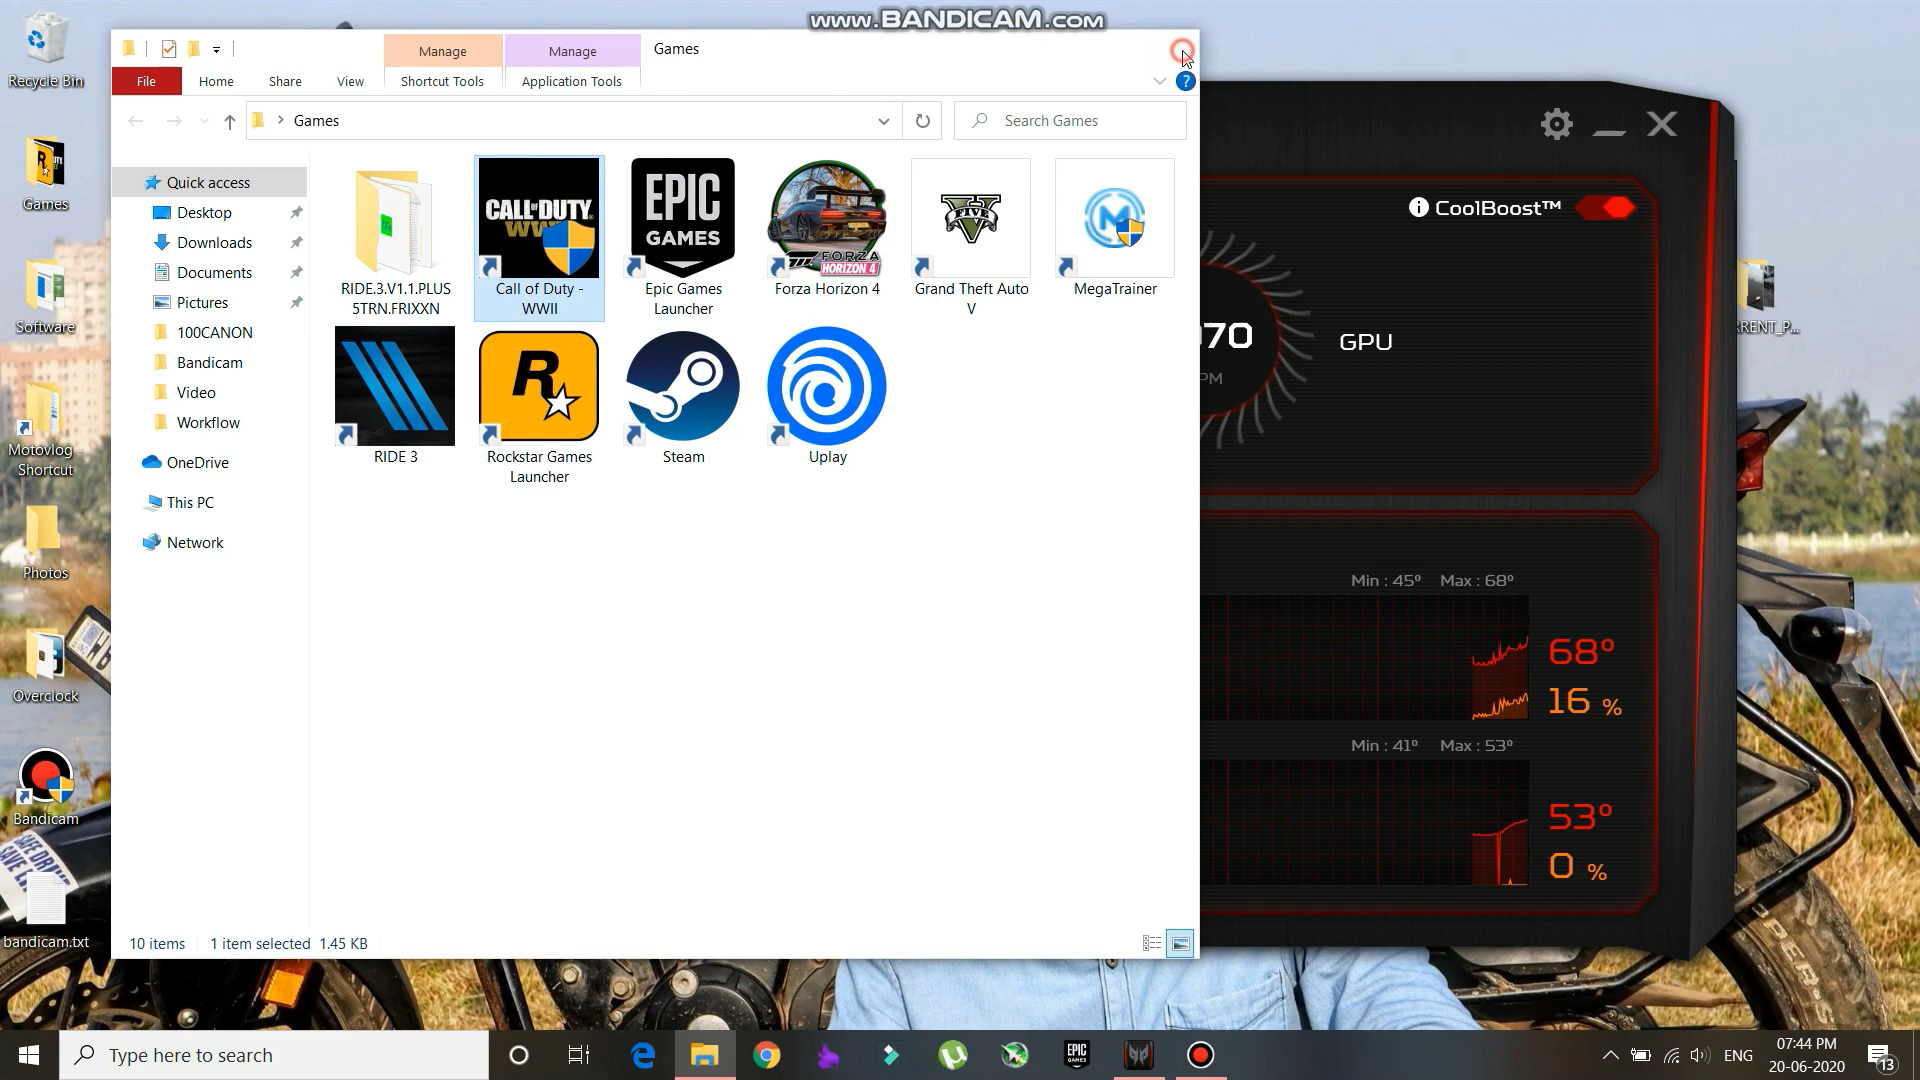 www.BANDICAM.COM
Recycle Bin
Games
Software
Motovlog - Shortcut
Photos
Overclock
Bandicam
bandicam.txt
Manage
Manage
Games
File
Home
Share
View
Shortcut Tools
Application Tools
?
Games
Search Games
Quick access
Desktop
Downloads
Documents
Pictures
100CANON
Bandicam
Video
Workflow
OneDrive
This PC
Network
RIDE.3.V1.1.PLUS
5TRN.FRIXXN
CALL OF DUTY
Call of Duty -
WWII
EPIC
GAMES
Epic Games
Launcher
FORZA
HORIZON 4
Forza Horizon 4
FIVE
Grand Theft Auto
V
MegaTrainer
RIDE 3
Rockstar Games
Launcher
Steam
Uplay
10 items
1 item selected 1.45 KB
CoolBoost™
GPU
Min : 45° Max : 68°
68°
16 %
Min : 41° Max : 53°
53°
0 %
Type here to search
EPIC
GAMES
ENG
07:44 PM
20-06-2020
13